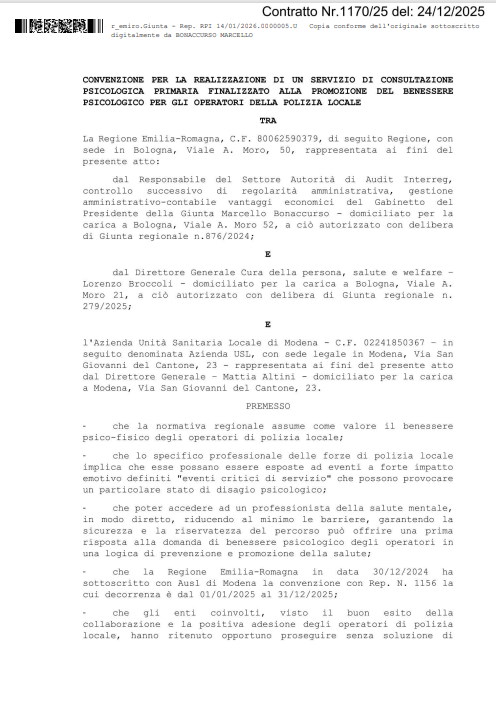 Contratto Nr.1170/25 del: 24/12/2025
r_emiro.Giunta - Rep. RPI 14/01/2026.0000005.U Copia conforme dell'originale sottoscritto
digitalmente da BONACCURSO MARCELLO
CONVENZIONE PER LA REALIZZAZIONE DI UN SERVIZIO DI CONSULTAZIONE
PSICOLOGICA PRIMARIA FINALIZZATO ALLA PROMOZIONE DEL BENESSERE
PSICOLOGICO PER GLI OPERATORI DELLA POLIZIA LOCALE
TRA
La Regione Emilia-Romagna, C.F. 80062590379, di seguito Regione, con
sede in Bologna, Viale A. Moro, 50, rappresentata ai fini del
presente atto:
dal Responsabile del Settore Autorità di Audit Interreg,
controllo successivo di regolarità amministrativa, gestione
amministrativo-contabile vantaggi economici del Gabinetto del
Presidente della Giunta Marcello Bonaccurso - domiciliato per la
carica a Bologna, Viale A. Moro 52, a ciò autorizzato con delibera
di Giunta regionale n.876/2024;
E
dal Direttore Generale Cura della persona, salute e welfare –
Lorenzo Broccoli - domiciliato per la carica a Bologna, Viale A.
Moro 21, a ciò autorizzato con delibera di Giunta regionale n.
279/2025;
E
l'Azienda Unità Sanitaria Locale di Modena - C.F. 02241850367 – in
seguito denominata Azienda USL, con sede legale in Modena, Via San
Giovanni del Cantone, 23 - rappresentata ai fini del presente atto
dal Direttore Generale – Mattia Altini - domiciliato per la carica
a Modena, Via San Giovanni del Cantone, 23.
PREMESSO
- che la normativa regionale assume come valore il benessere
psico-fisico degli operatori di polizia locale;
- che lo specifico professionale delle forze di polizia locale
implica che esse possano essere esposte ad eventi a forte impatto
emotivo definiti "eventi critici di servizio" che possono provocare
un particolare stato di disagio psicologico;
- che poter accedere ad un professionista della salute mentale,
in modo diretto, riducendo al minimo le barriere, garantendo la
sicurezza e la riservatezza del percorso può offrire una prima
risposta alla domanda di benessere psicologico degli operatori in
una logica di prevenzione e promozione della salute;
- che la Regione Emilia-Romagna in data 30/12/2024 ha
sottoscritto con Ausl di Modena la convenzione con Rep. N. 1156 la
cui decorrenza è dal 01/01/2025 al 31/12/2025;
- che gli enti coinvolti, visto il buon esito della
collaborazione e la positiva adesione degli operatori di polizia
locale, hanno ritenuto opportuno proseguire senza soluzione di